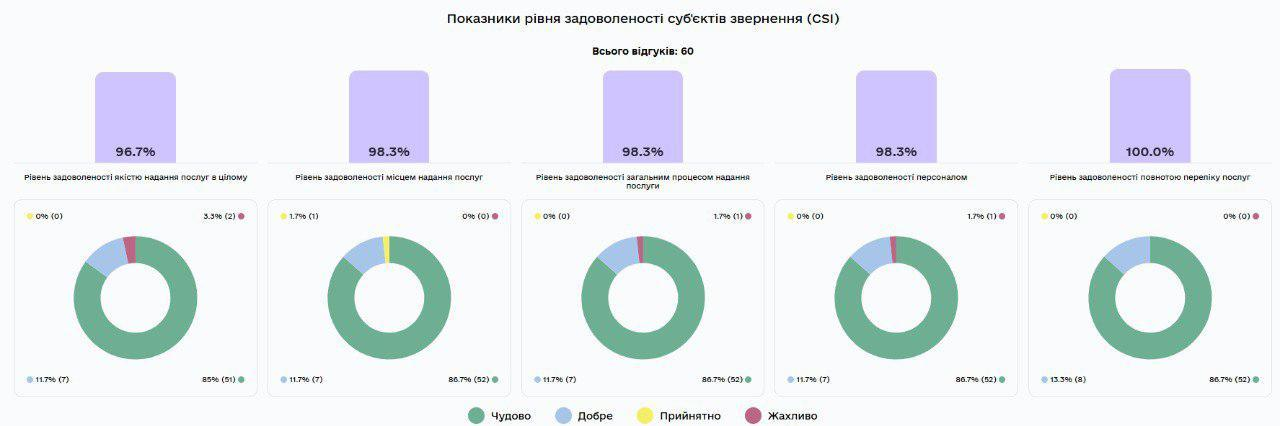 Показники рівня задоволеності суб'єктів звернення (CSI)
Всього відгуків: 60
96.7%
98.3%
98.3%
98.3%
100.0%
Рівень задоволеності якістю надання послуг в цілому
Рівень задоволеності місцем надання послуг
Рівень задоволеності загальним процесом надання
послуги
Рівень задоволеності персоналом
Рівень задоволеності повнотою переліку послуг
0% (0)
3.3% (2)
11.7% (7)
85% (51)
1.7% (1)
0% (0)
11.7% (7)
86.7% (52)
0% (0)
1.7% (1)
11.7% (7)
86.7% (52)
0% (0)
1.7% (1)
11.7% (7)
86.7% (52)
0% (0)
0% (0)
13.3% (8)
86.7% (52)
Чудово
Добре
Прийнятно
Жахливо